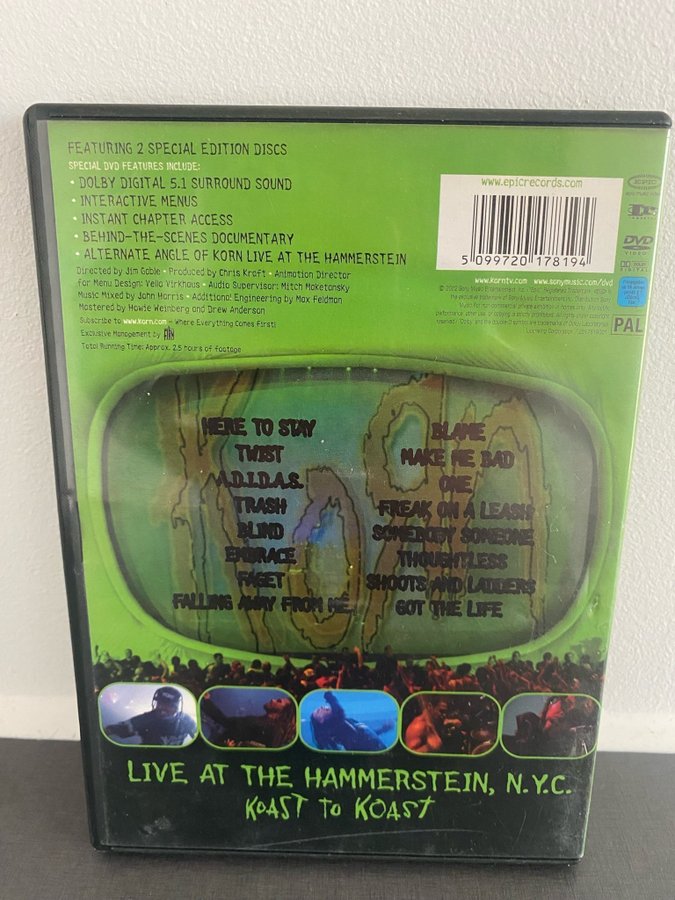 FEATURING 2 SPECIAL EDITION DISCS
SPECIAL DVD FEATURES INCLUDE:
• DOLBY DIGITAL 5.1 SURROUND SOUND
• INTERACTIVE MENUS
• INSTANT CHAPTER ACCESS
• BEHIND-THE-SCENES DOCUMENTARY
• ALTERNATE ANGLE OF KORN LIVE AT THE HAMMERSTEIN
Directed by Jim Gable • Produced by Chris Kraft • Animation Director
for Menu Design: Vello Virkhaus • Audio Supervisor: Mitch Maketansky
Music Mixed by John Harris • Additional Engineering by Max Feldman
Mastered by Howie Weinberg and Drew Anderson
Subscribe to www.korn.com – Where Everything Comes First!
Exclusive Management by
Total Running Time: Approx. 2.5 hours of footage
www.epicrecords.com
5 099720 178194
www.korntv.com www.sonymusic.com/dvd
EPIC
DVD
VIDEO
DOLBY
DIGITAL
PAL
HERE TO STAY
TWIST
A.D.I.D.A.S.
TRASH
BLIND
EMBRACE
FAGET
FALLING AWAY FROM ME
BLAME
MAKE ME BAD
ONE
FREAK ON A LEASH
SOMEBODY SOMEONE
THOUGHTLESS
SHOOTS AND LADDERS
GOT THE LIFE
LIVE AT THE HAMMERSTEIN, N.Y.C.
KOAST TO KOAST